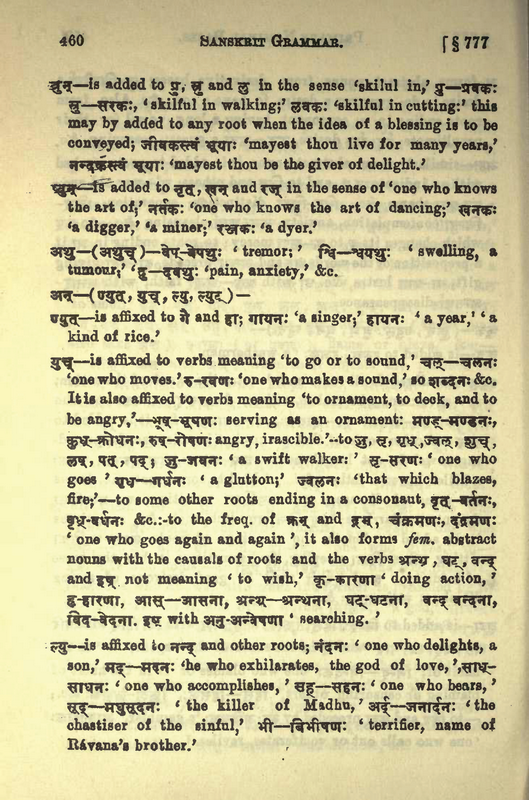 460 SANSKRIT GRAMMAR. [ § 777
वुन्—is added to प्रु, सृ and लू in the sense ‘skilul in,’ प्रु—प्रवकः
सृ—सरकः, ‘skilful in walking;’ लवकः ‘skilful in cutting:’ this
may by added to any root when the idea of a blessing is to be
conveyed; जीवकस्त्वं भूयाः ‘mayest thou live for many years,’
नन्दकस्त्वं भूयाः ‘mayest thou be the giver of delight.’
ष्वुन्—is added to नृत्, खन् and रञ्ज् in the sense of ‘one who knows
the art of;’ नर्तकः ‘one who knows the art of dancing;’ खनकः
‘a digger,’ ‘a miner;’ रजकः ‘a dyer.’
अथु—(अथुच्)—वेप्-वेपथुः ‘tremor;’ श्वि—श्वयथुः ‘swelling, a
tumour;’ दु—दवथु: ‘pain, anxiety,’ &c.
अन—(ण्युट्, युच्, ल्यु, ल्युट्)—
ण्युट्—is affixed to गै and हा; गायनः ‘a singer;’ हायनः ‘a year,’ ‘a
kind of rice.’
युच्—is affixed to verbs meaning ‘to go or to sound,’ चल्—चलनः
‘one who moves.’ रु-रवणः ‘one who makes a sound,’ so शब्दनः &c.
It is also affixed to verbs meaning ‘to ornament, to deck, and to
be angry,’—भूष्-भूषणः serving as an ornament: मण्ड्-मण्डनः,
क्रुध्-क्रोधनः, रुष्-रोषणः angry, irascible.’--to जु, सृ, गृध्, ज्वल्, शुच्,
लष्, पत्, पद्; जु-जवनः ‘a swift walker:’ सृ-सरणः ‘one who
goes’ गृध—गर्धनः ‘a glutton;’ ज्वलनः ‘that which blazes,
fire;’—to some other roots ending in a consonant, वृत्-वर्तनः,
वृध्-वर्धनः &c.:-to the freq. of क्रम् and द्रम्, चंक्रमणः, दंद्रमणः
‘one who goes again and again’, it also forms fem. abstract
nouns with the causals of roots and the verbs श्रन्थ्, घट्, वन्द्
and इष् not meaning ‘to wish,’ कृ-कारणा ‘doing action,’
हृ-हारणा, आस्—आसना, श्रन्थ्—श्रन्थना, घट्-घटना, वन्द् वन्दना,
विद्-वेदना. इष् with अनु-अन्वेषणा ‘searching.’
ल्यु—is affixed to नन्द् and other roots; नंदनः ‘one who delights, a
son,’ मद्—मदनः ‘he who exhilarates, the god of love,’,साध्-
साधनः ‘one who accomplishes,’ सह्—सहनः ‘one who bears,’
सूद्—मधुसूदनः ‘the killer of Madhu,’ अर्द्—जनार्दनः ‘the
chastiser of the sinful,’ भी—बिभीषणः ‘terrifier, name of
Rávana's brother.’